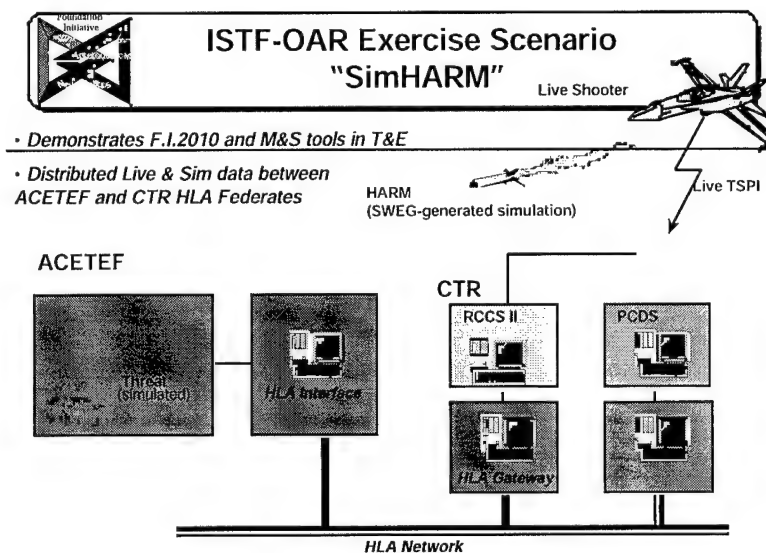 Foundation
Initiative
ISTF-OAR Exercise Scenario
"SimHARM"
Live Shooter
• Demonstrates F.I.2010 and M&S tools in T&E
• Distributed Live & Sim data between
ACETEF and CTR HLA Federates
HARM
(SWEG-generated simulation)
Live TSPI
ACETEF
CTR
Threat
(simulated)
HLA Interface
RCCS II
PCDS
HLA Gateway
HLA Network